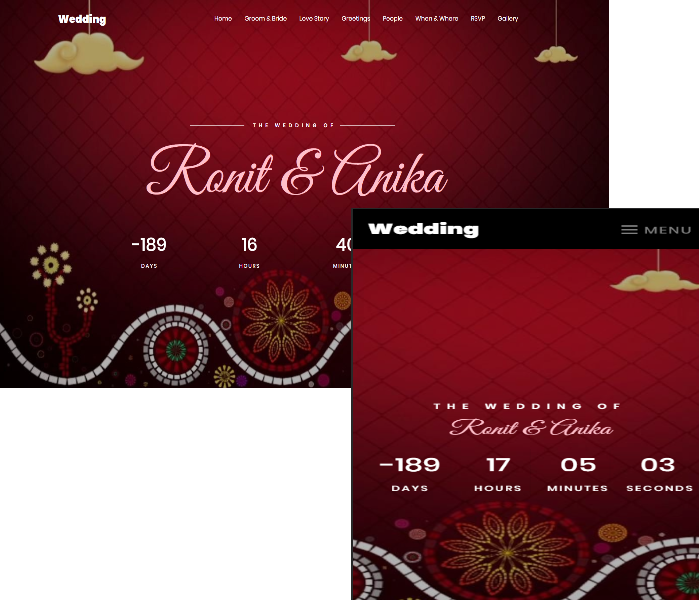 Wedding
Home Groom & Bride Love Story Greetings People When & Where RSVP Gallery
THE WEDDING OF
Ronit & Anika
-189 16 40
DAYS HOURS MINUT
Wedding MENU
THE WEDDING OF
Ronit & Anika
-189 17 05 03
DAYS HOURS MINUTES SECONDS